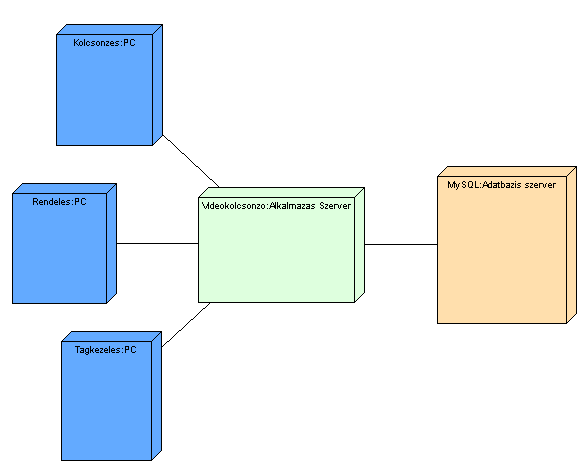 Kolcsonzes:PC
Rendeles:PC
Videokolcsonzo:Alkalmazas Szerver
MySQL:Adatbazis szerver
Tagkezeles:PC